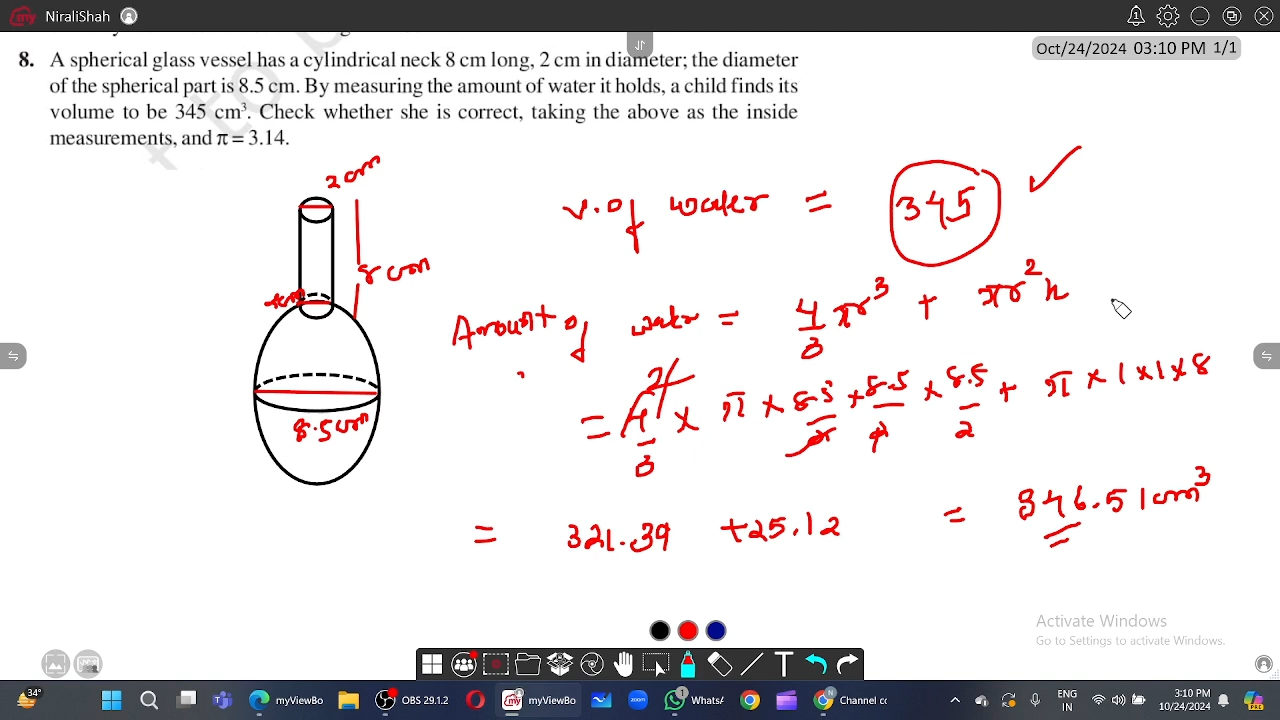 NiraliShah
Oct/24/2024 03:10 PM 1/1
8. A spherical glass vessel has a cylindrical neck 8 cm long, 2 cm in diameter; the diameter
of the spherical part is 8.5 cm. By measuring the amount of water it holds, a child finds its
volume to be 345 cm³. Check whether she is correct, taking the above as the inside
measurements, and π = 3.14.
2 cm
8 cm
8.5 cm
v. of water = 345 ✓
Amount of water = 4/3 πr³ + πr²h
= 4/3 × π × 8.5/2 × 8.5/2 × 8.5/2 + π × 1 × 1 × 8
= 321.39 + 25.12 = 346.51 cm³
Activate Windows
Go to Settings to activate Windows.
34°
myViewBo
OBS 29.1.2
myViewBo
WhatsA
Projects
Channel cc
ENG
IN
3:10 PM
10/24/2024